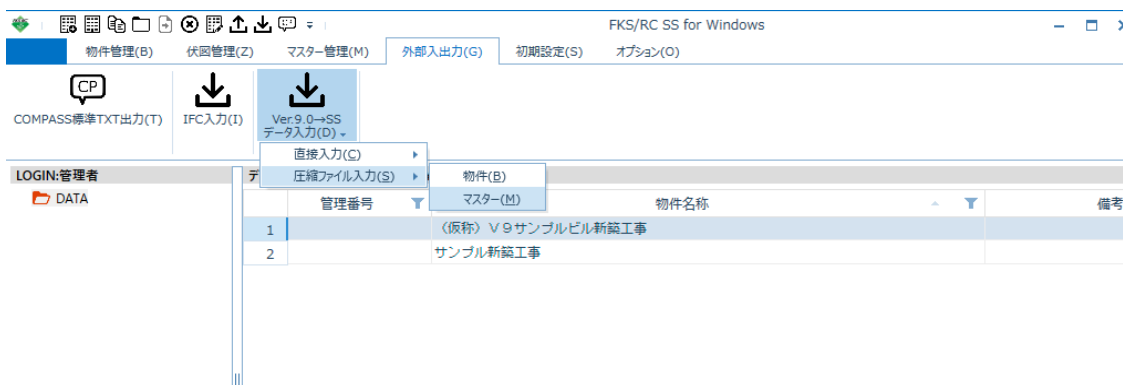 FKS/RC SS for Windows
物件管理(B) 伏図管理(Z) マスター管理(M) 外部入出力(G) 初期設定(S) オプション(O)
CP
COMPASS標準TXT出力(T) IFC入力(I) Ver.9.0→SS
データ入力(D)
直接入力(C)
LOGIN:管理者 デ 圧縮ファイル入力(S) 物件(B)
DATA マスター(M)
管理番号 物件名称 備考
1 〈仮称〉V9サンプルビル新築工事
2 サンプル新築工事